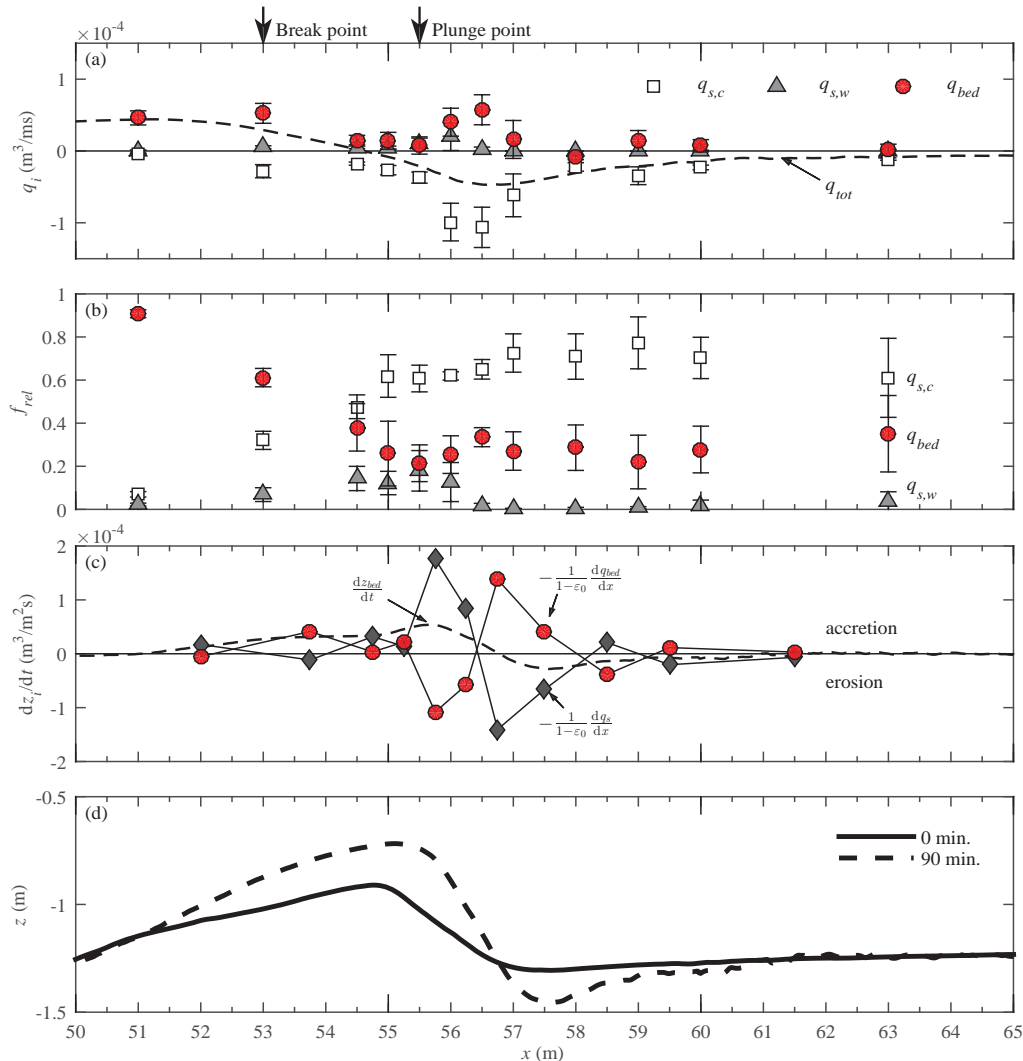 Break point
Plunge point
×10⁻⁴
(a)
q_{s,c}
q_{s,w}
q_{bed}
1
0
-1
q_i (m³/ms)
q_{tot}
(b)
1
0.8
0.6
0.4
0.2
0
f_{rel}
q_{s,c}
q_{bed}
q_{s,w}
×10⁻⁴
(c)
2
1
0
-1
-2
dz_i/dt (m³/m²s)
dz_{bed}/dt
−1/(1−ε₀) dq_{bed}/dx
accretion
erosion
−1/(1−ε₀) dq_s/dx
(d)
-0.5
-1
-1.5
z (m)
0 min.
90 min.
50 51 52 53 54 55 56 57 58 59 60 61 62 63 64 65
x (m)